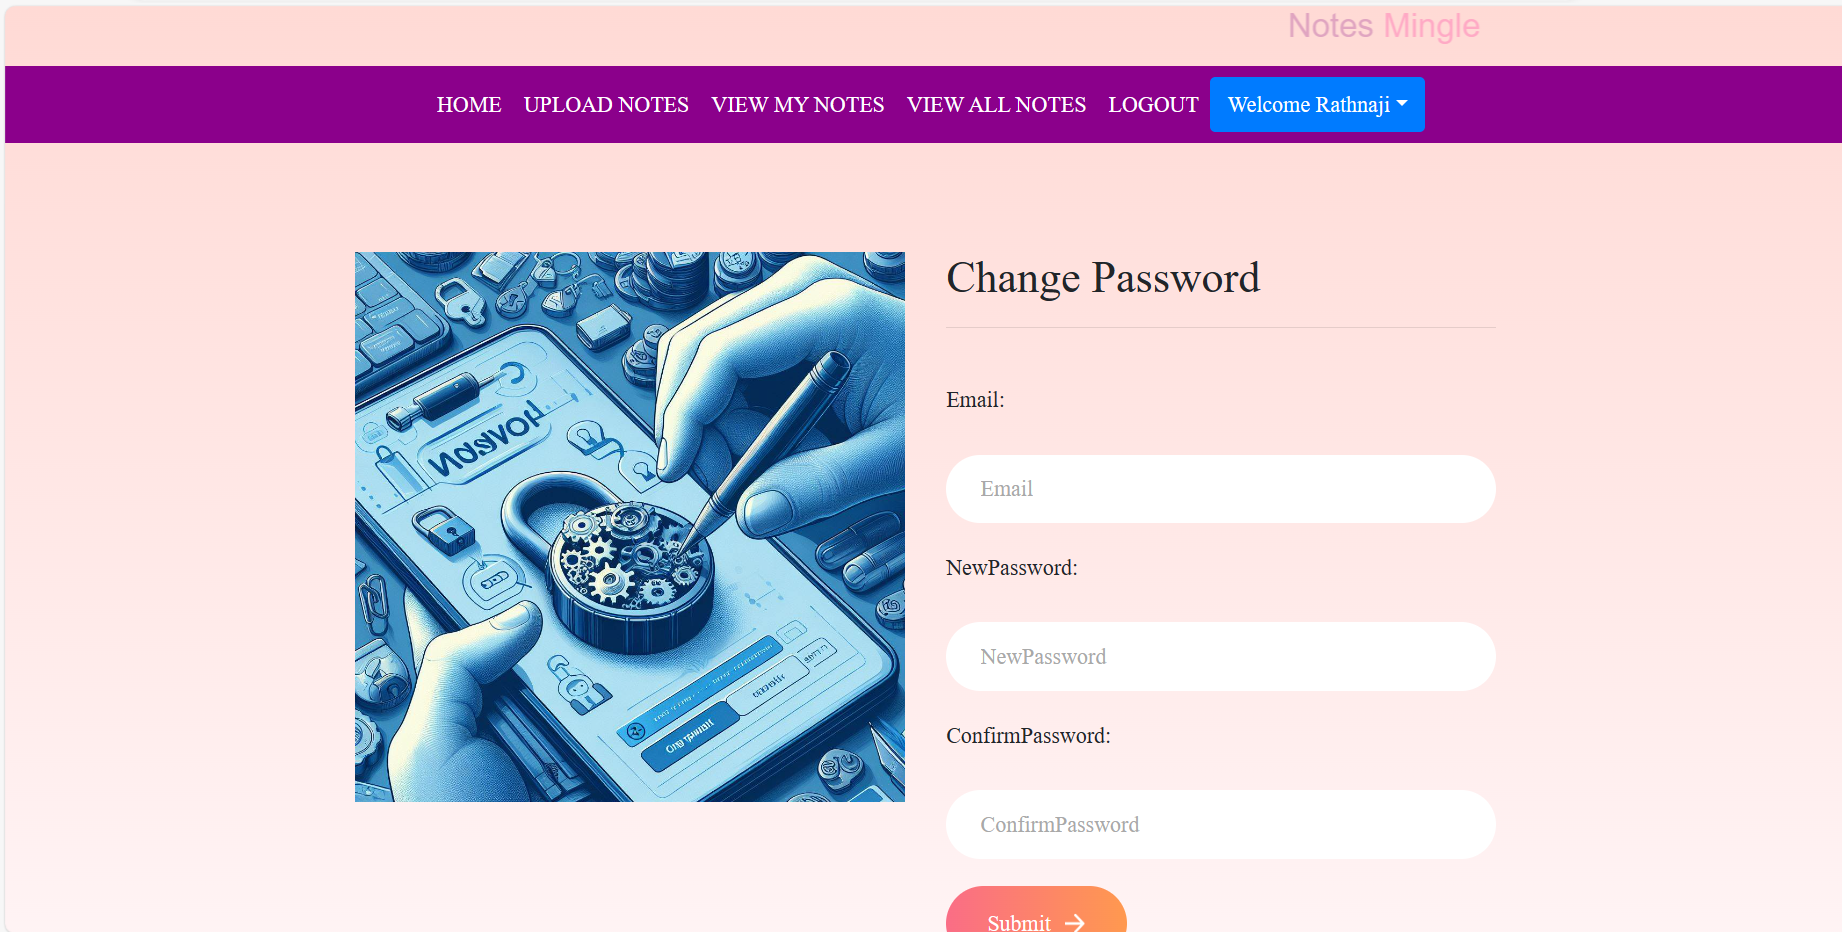 Notes Mingle
HOME UPLOAD NOTES VIEW MY NOTES VIEW ALL NOTES LOGOUT Welcome Rathnaji
Change Password
Email:
Email
NewPassword:
NewPassword
ConfirmPassword:
ConfirmPassword
Submit